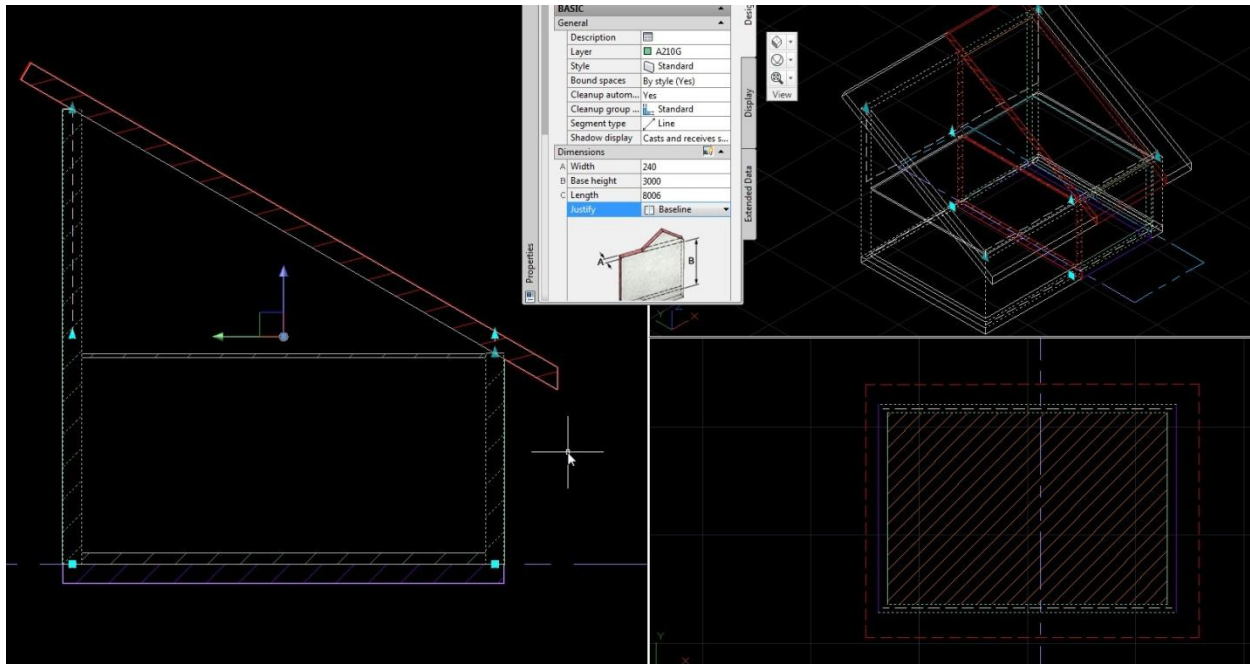 BASIC
General
Description
Layer A210G
Style Standard
Bound spaces By style (Yes)
Cleanup autom... Yes
Cleanup group ... Standard
Segment type Line
Shadow display Casts and receives s...
Dimensions
A Width 240
B Base height 3000
C Length 8006
Justify Baseline
A
B
Properties
Desig
Display
Extended Data
View
Y
Z
X
Y
X